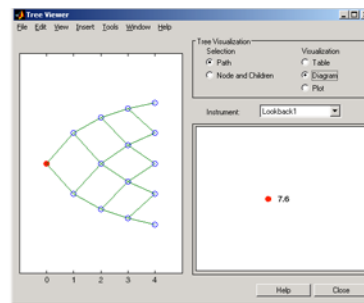 Tree Viewer
File Edit View Insert Tools Window Help
Tree Visualization
Selection
Path
Node and Children
Visualization
Table
Diagram
Plot
Instrument: Lookback1
7.6
0 1 2 3 4
Help Close